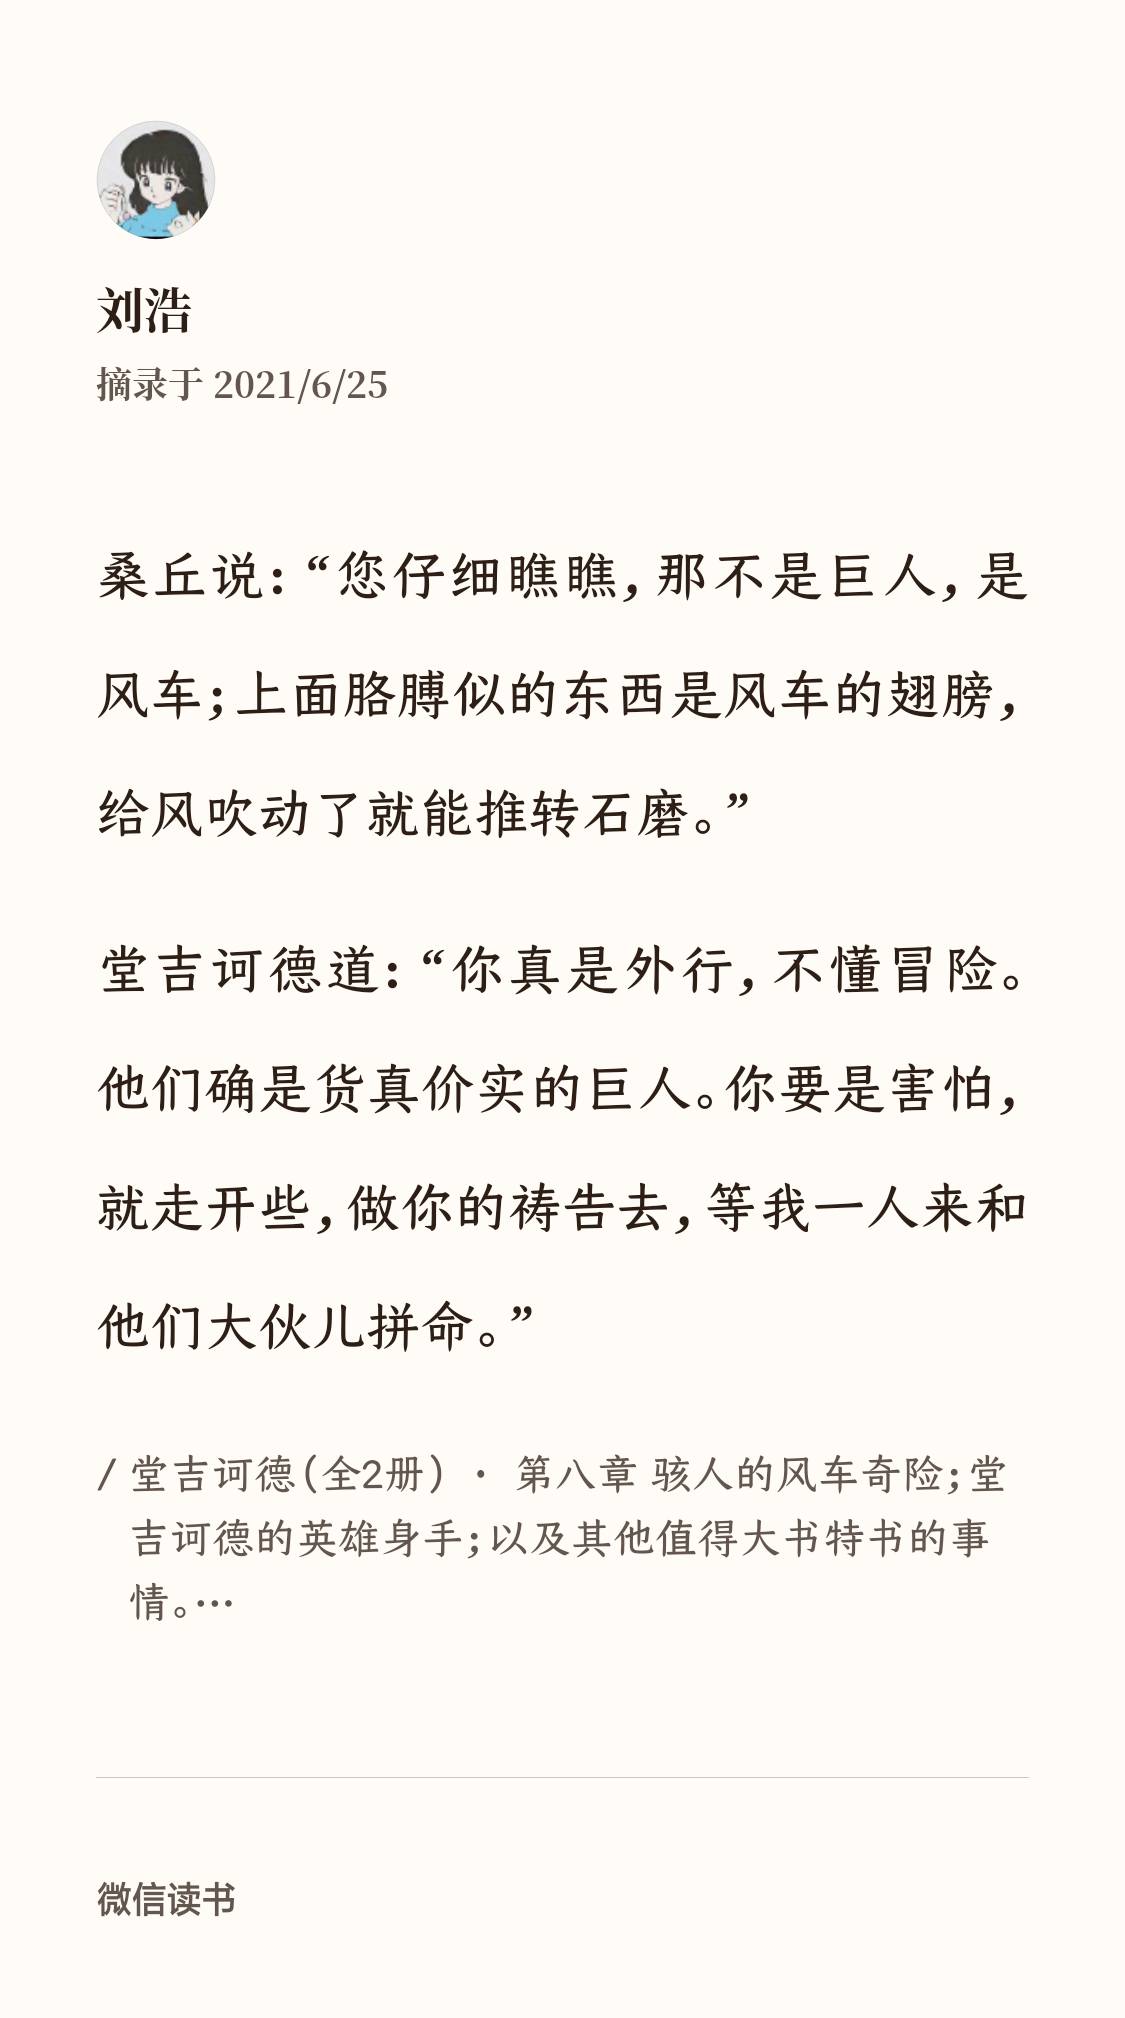 刘浩
摘录于 2021/6/25
桑丘说：“您仔细瞧瞧，那不是巨人，是
风车；上面胳膊似的东西是风车的翅膀，
给风吹动了就能推转石磨。”
堂吉诃德道：“你真是外行，不懂冒险。
他们确是货真价实的巨人。你要是害怕，
就走开些，做你的祷告去，等我一人来和
他们大伙儿拼命。”
/ 堂吉诃德（全2册） · 第八章 骇人的风车奇险；堂
吉诃德的英雄身手；以及其他值得大书特书的事
情。…
微信读书